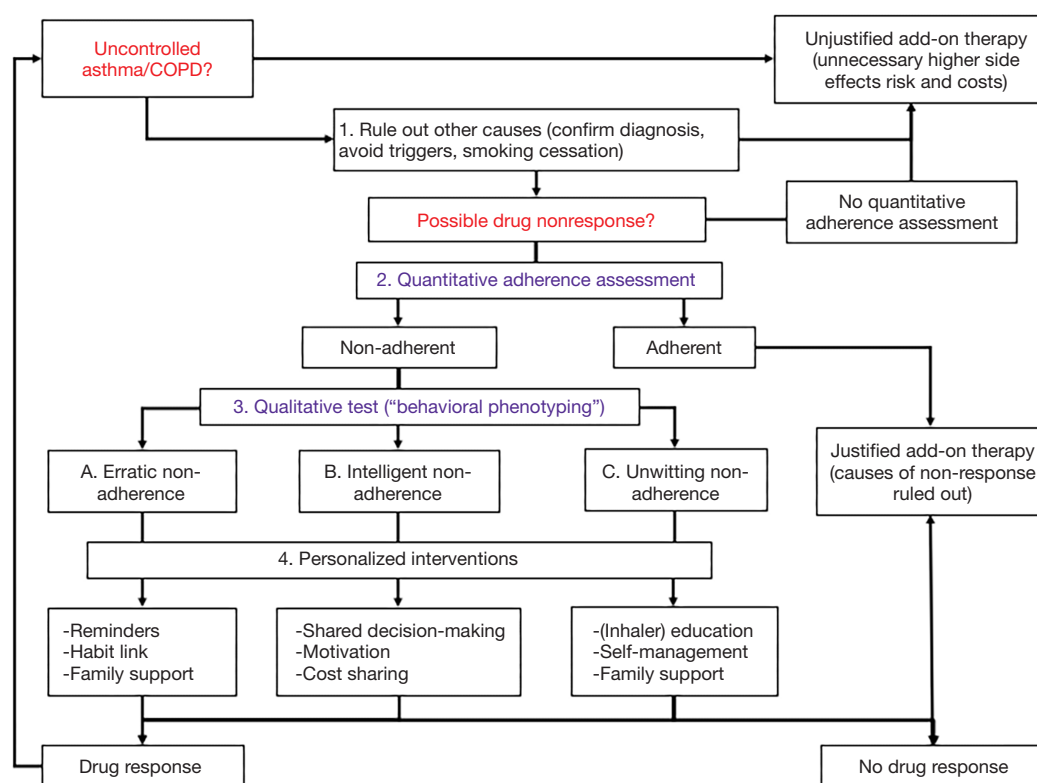 Uncontrolled
asthma/COPD?
Unjustified add-on therapy
(unnecessary higher side
effects risk and costs)
1. Rule out other causes (confirm diagnosis,
avoid triggers, smoking cessation)
No quantitative
adherence assessment
Possible drug nonresponse?
2. Quantitative adherence assessment
Non-adherent
Adherent
3. Qualitative test (“behavioral phenotyping”)
A. Erratic non-
adherence
B. Intelligent non-
adherence
C. Unwitting non-
adherence
Justified add-on therapy
(causes of non-response
ruled out)
4. Personalized interventions
-Reminders
-Habit link
-Family support
-Shared decision-making
-Motivation
-Cost sharing
-(Inhaler) education
-Self-management
-Family support
Drug response
No drug response